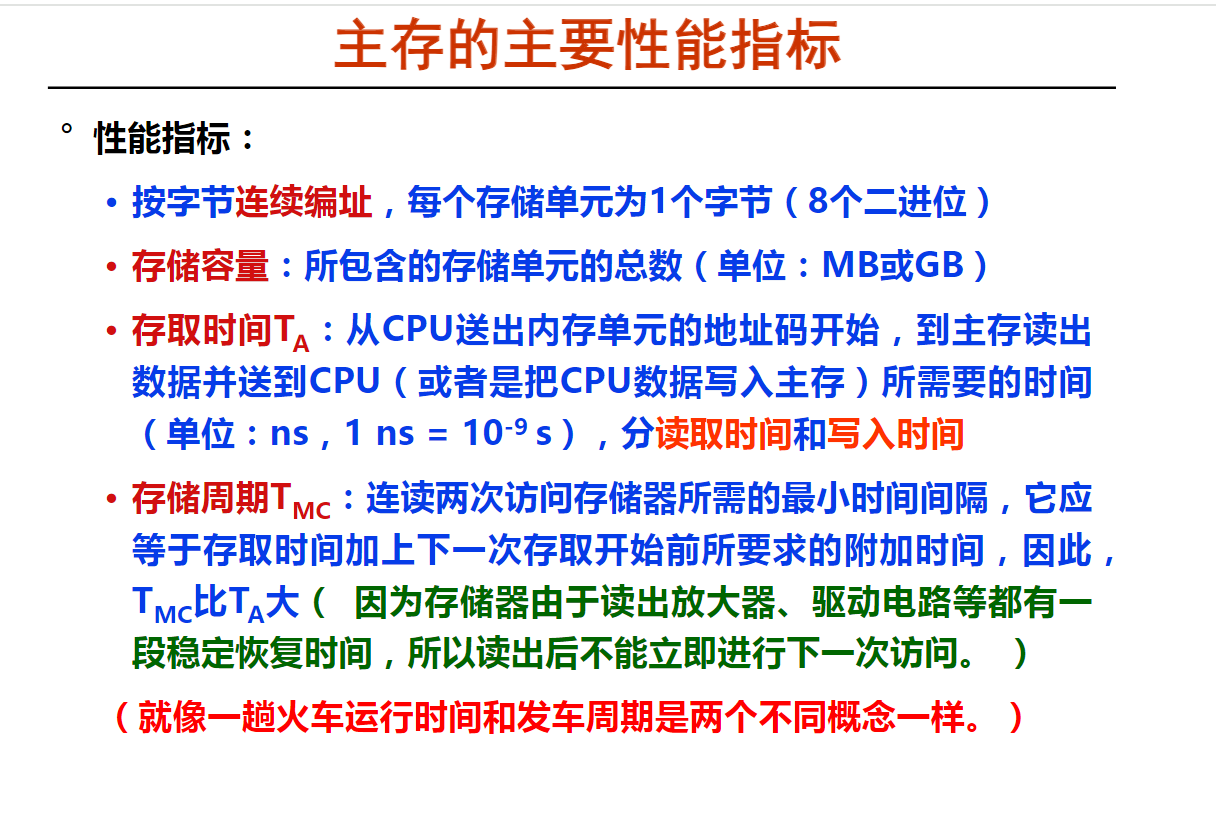 主存的主要性能指标
° 性能指标：
• 按字节连续编址，每个存储单元为1个字节（8个二进位）
• 存储容量：所包含的存储单元的总数（单位：MB或GB）
• 存取时间TA：从CPU送出内存单元的地址码开始，到主存读出
数据并送到CPU（或者是把CPU数据写入主存）所需要的时间
（单位：ns，1 ns = 10-9 s），分读取时间和写入时间
• 存储周期TMC：连读两次访问存储器所需的最小时间间隔，它应
等于存取时间加上下一次存取开始前所要求的附加时间，因此，
TMC比TA大（ 因为存储器由于读出放大器、驱动电路等都有一
段稳定恢复时间，所以读出后不能立即进行下一次访问。 ）
（就像一趟火车运行时间和发车周期是两个不同概念一样。）